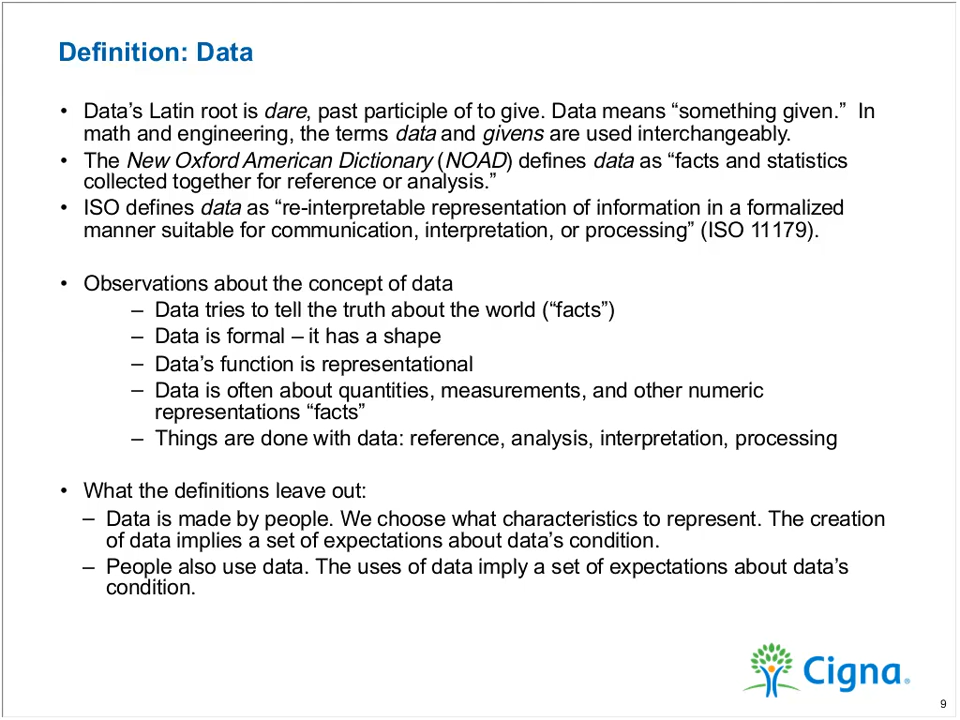 Definition: Data
• Data’s Latin root is dare, past participle of to give. Data means “something given.”  In
math and engineering, the terms data and givens are used interchangeably.
• The New Oxford American Dictionary (NOAD) defines data as “facts and statistics
collected together for reference or analysis.”
• ISO defines data as “re-interpretable representation of information in a formalized
manner suitable for communication, interpretation, or processing” (ISO 11179).
• Observations about the concept of data
– Data tries to tell the truth about the world (“facts”)
– Data is formal – it has a shape
– Data’s function is representational
– Data is often about quantities, measurements, and other numeric
representations “facts”
– Things are done with data: reference, analysis, interpretation, processing
• What the definitions leave out:
– Data is made by people. We choose what characteristics to represent. The creation
of data implies a set of expectations about data’s condition.
– People also use data. The uses of data imply a set of expectations about data’s
condition.
Cigna®
9